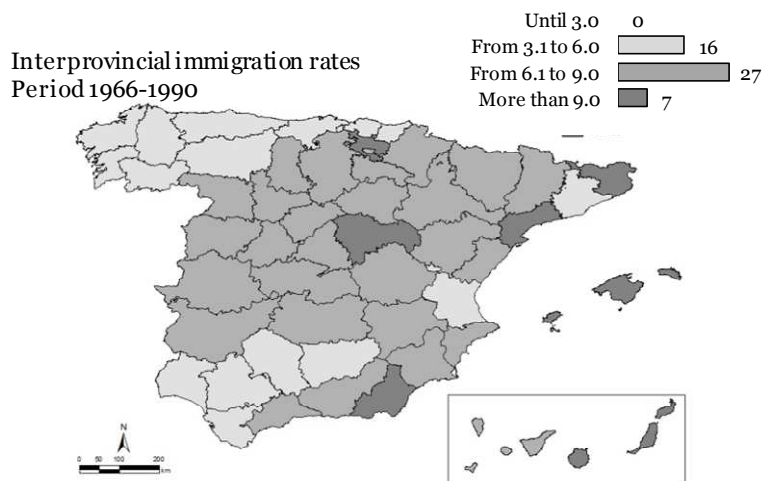 Until 3.0 0
From 3.1 to 6.0 16
Interprovincial immigration rates
From 6.1 to 9.0 27
Period 1966-1990
More than 9.0 7
N
0 50 100 200
km